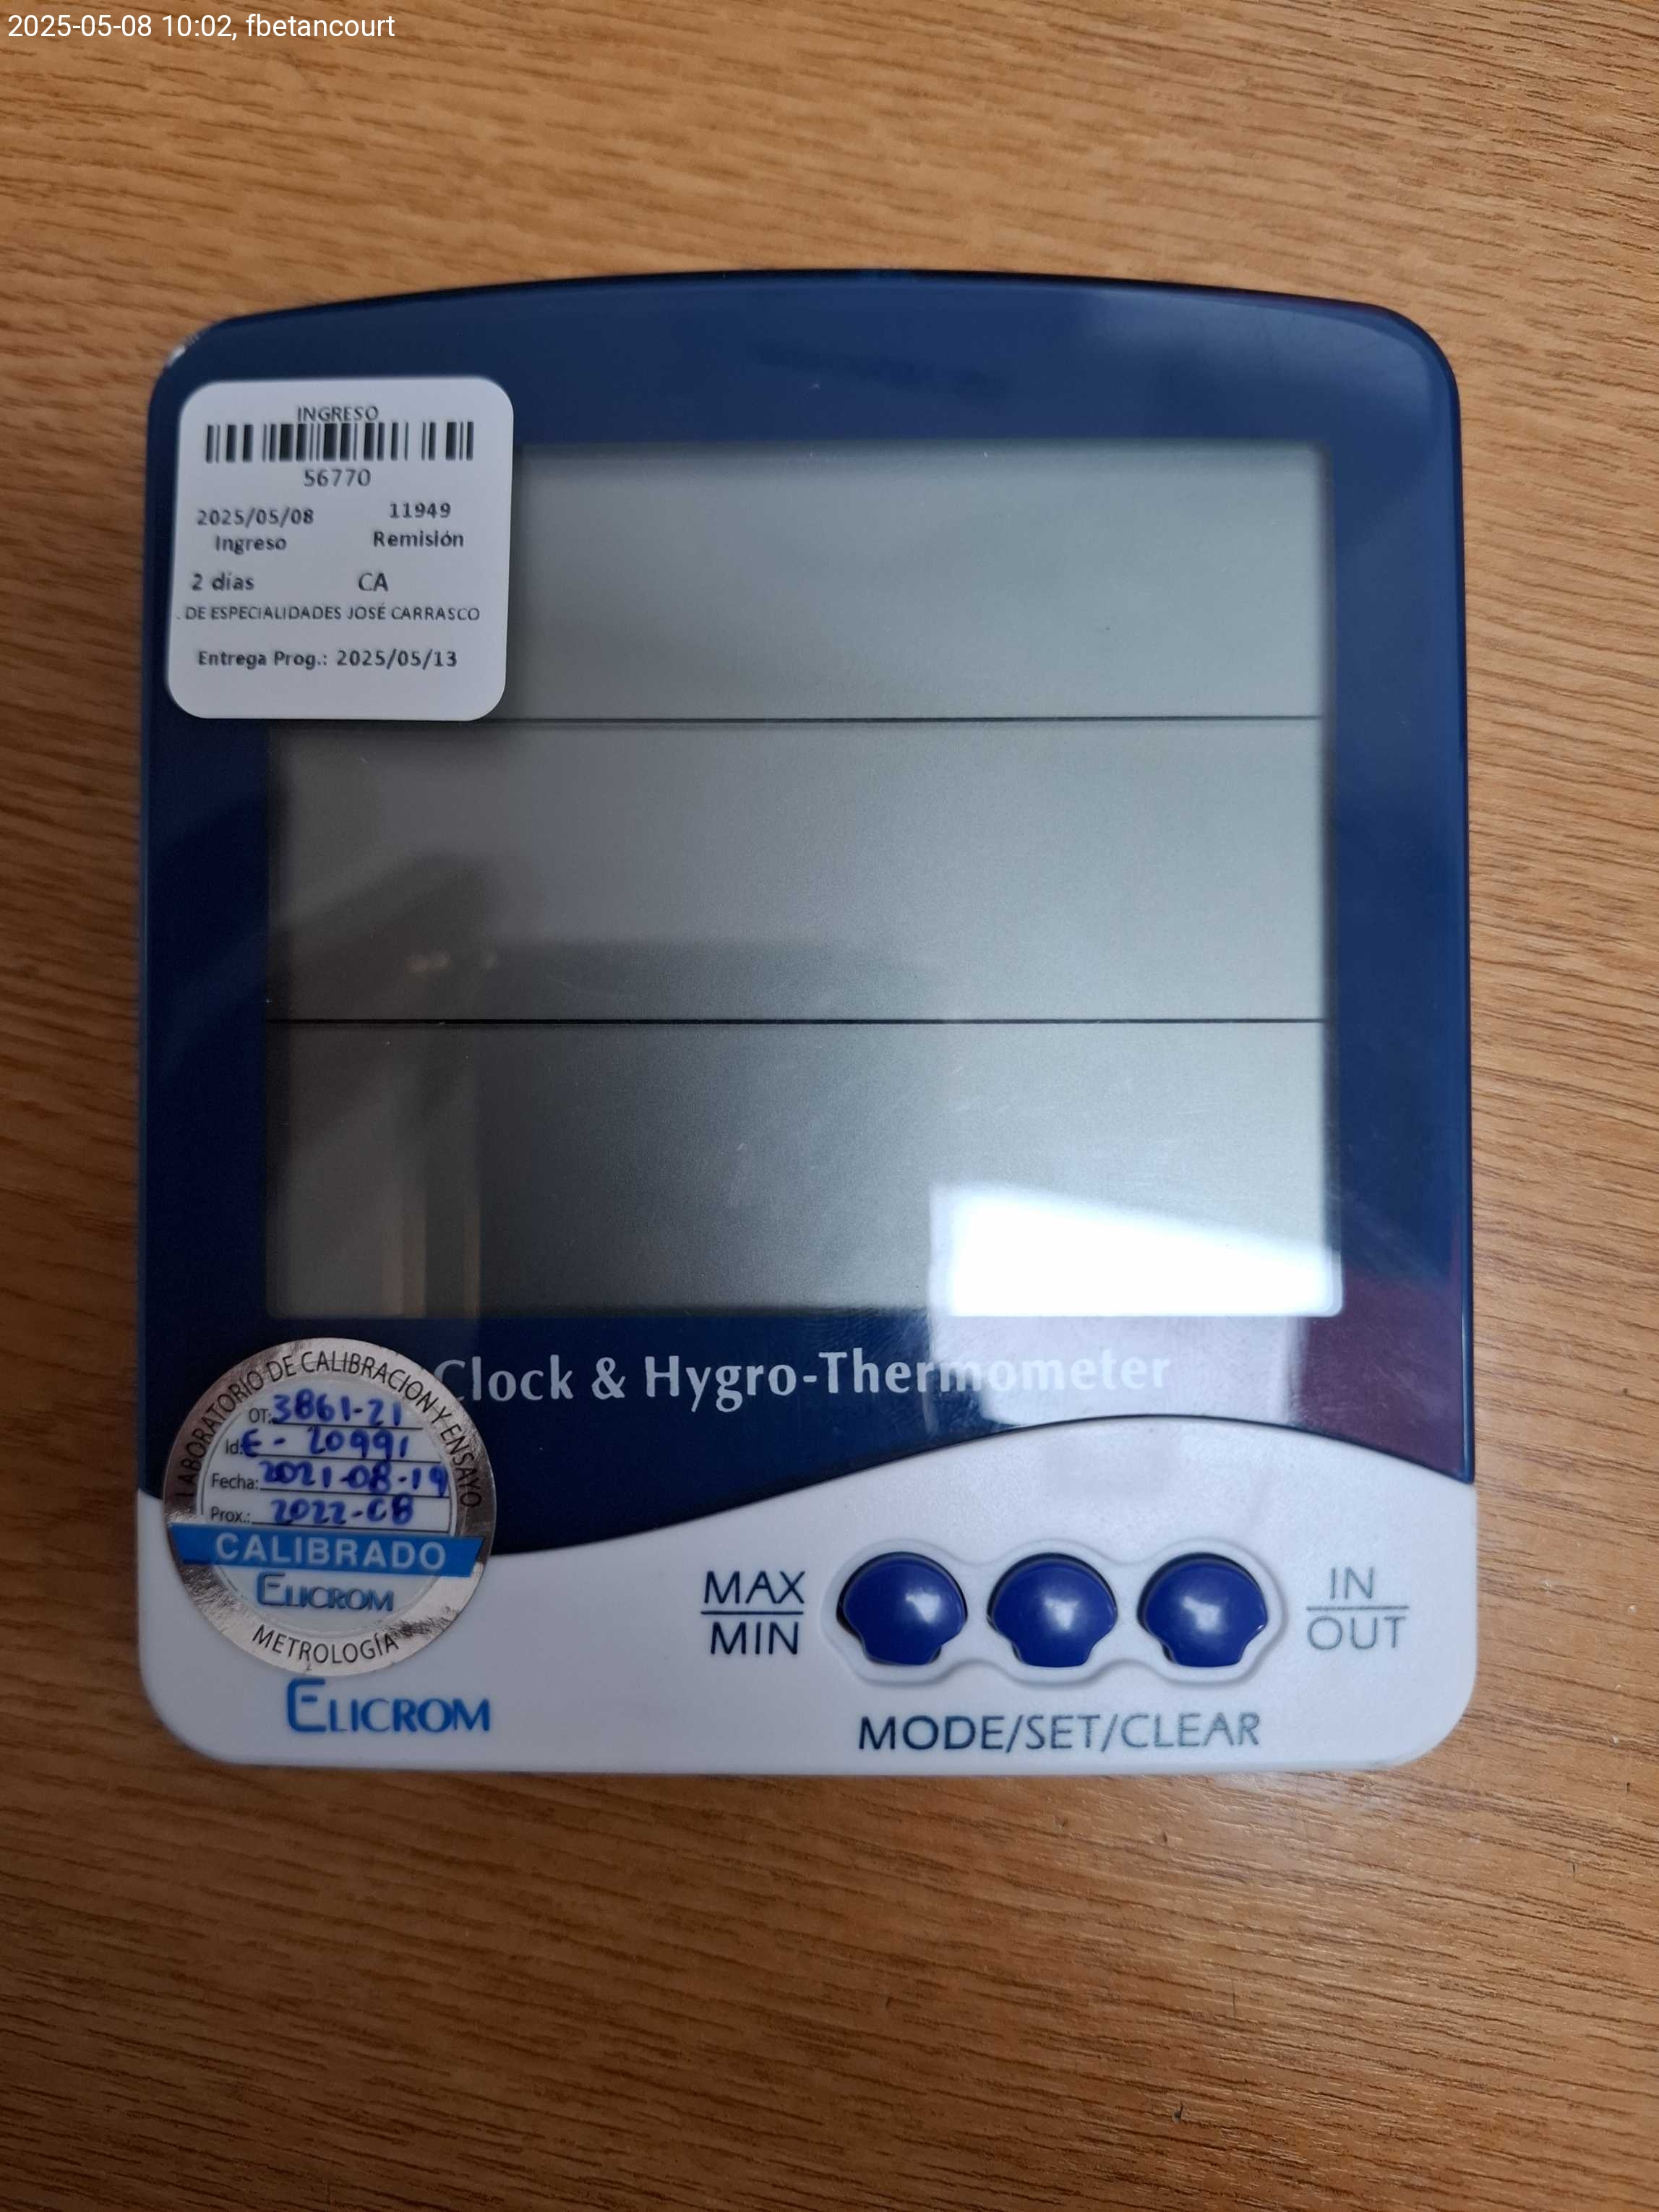 2025-05-08 10:02, fbetancourt
INGRESO
56770
2025/05/08 11949
Ingreso Remisión
2 días CA
. DE ESPECIALIDADES JOSÉ CARRASCO
Entrega Prog.: 2025/05/13
Clock & Hygro-Thermometer
LABORATORIO DE CALIBRACION Y ENSAYO
OT: 3861-21
Id: E - 20991
Fecha: 2021-08-19
Prox.: 2022-08
CALIBRADO
ELICROM
METROLOGÍA
ELICROM
MAX
MIN
IN
OUT
MODE/SET/CLEAR